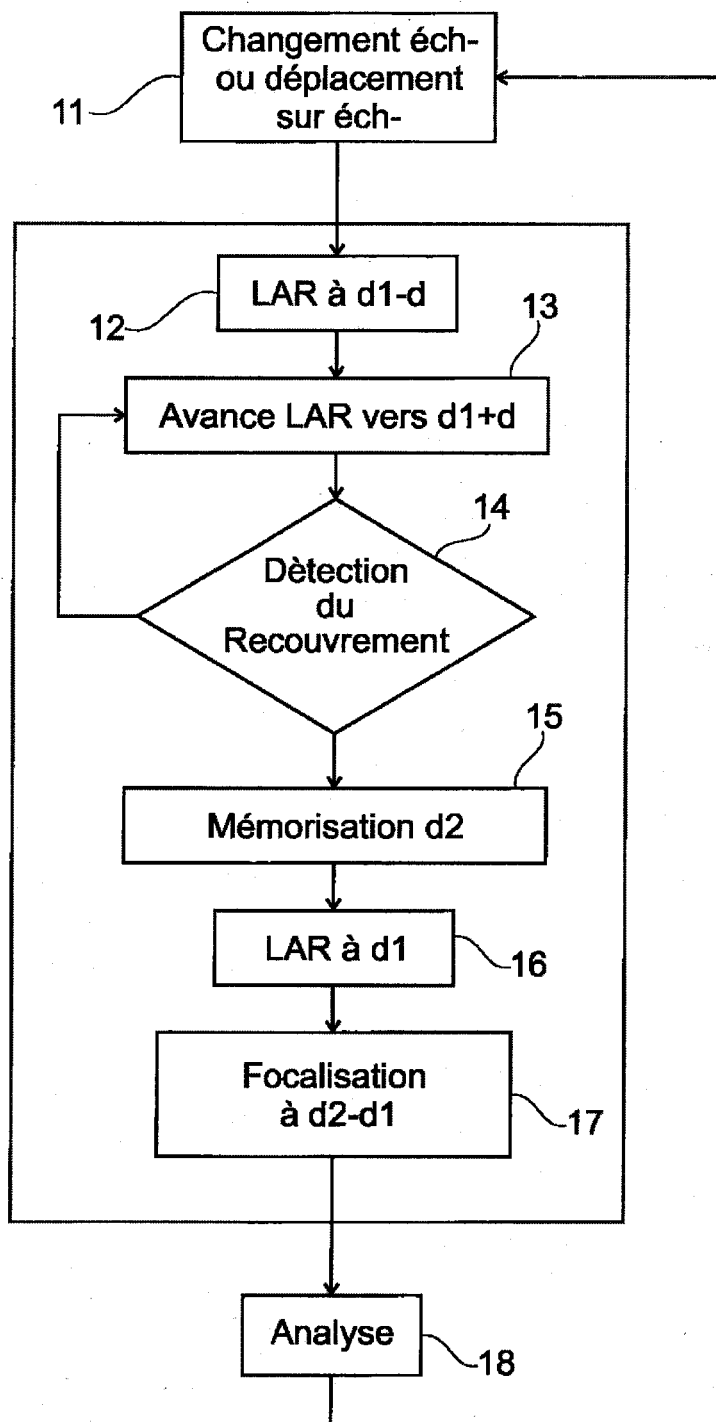 Changement éch-
ou déplacement
sur éch-
11
LAR à d1-d
12
13
Avance LAR vers d1+d
14
Dètection
du
Recouvrement
15
Mémorisation d2
LAR à d1
16
Focalisation
à d2-d1
17
Analyse
18